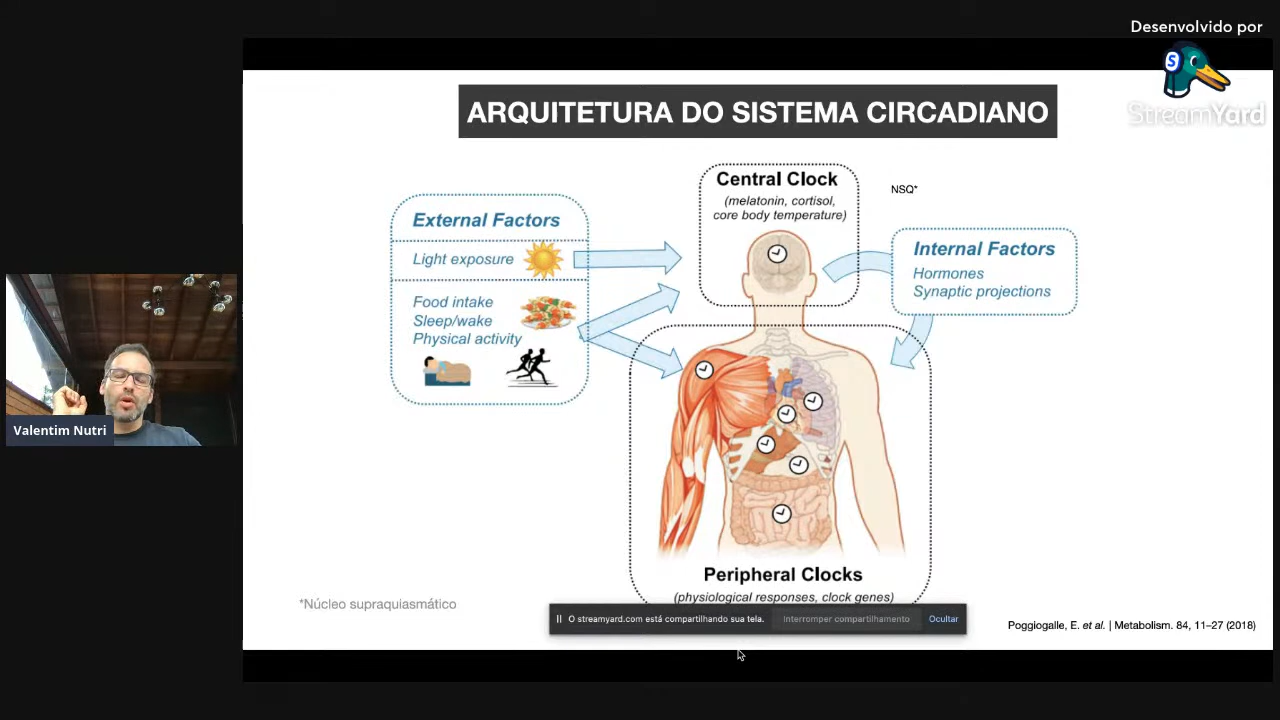 Desenvolvido por
StreamYard
ARQUITETURA DO SISTEMA CIRCADIANO
Central Clock
(melatonin, cortisol,
core body temperature)
NSQ*
External Factors
Light exposure
Food intake
Sleep/wake
Physical activity
Internal Factors
Hormones
Synaptic projections
Valentim Nutri
Peripheral Clocks
(physiological responses, clock genes)
*Núcleo supraquiasmático
O streamyard.com está compartilhando sua tela.
Interromper compartilhamento
Ocultar
Poggiogalle, E. et al. | Metabolism. 84, 11–27 (2018)